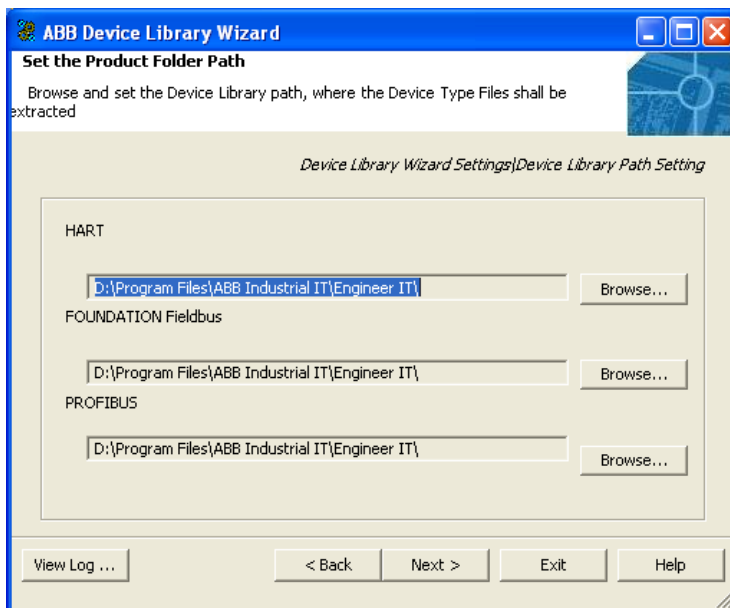 ABB Device Library Wizard
Set the Product Folder Path
Browse and set the Device Library path, where the Device Type Files shall be
extracted
Device Library Wizard Settings|Device Library Path Setting
HART
D:\Program Files\ABB Industrial IT\Engineer IT\
Browse...
FOUNDATION Fieldbus
D:\Program Files\ABB Industrial IT\Engineer IT\
Browse...
PROFIBUS
D:\Program Files\ABB Industrial IT\Engineer IT\
Browse...
View Log ...
< Back
Next >
Exit
Help